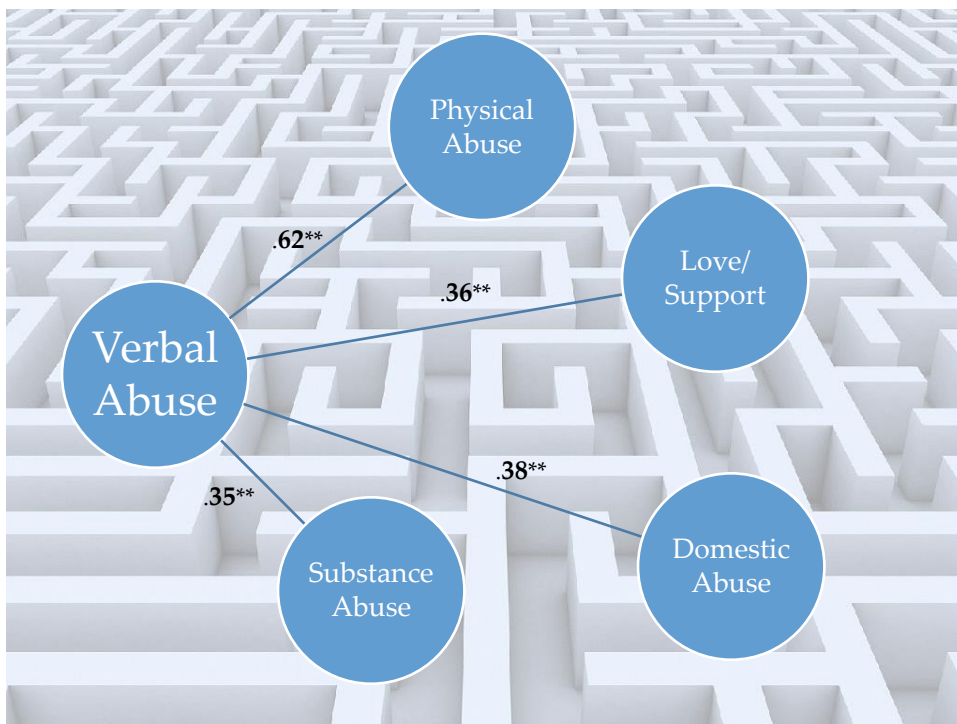 Physical
Abuse
.62**
Love/
Support
.36**
Verbal
Abuse
.38**
.35**
Domestic
Abuse
Substance
Abuse